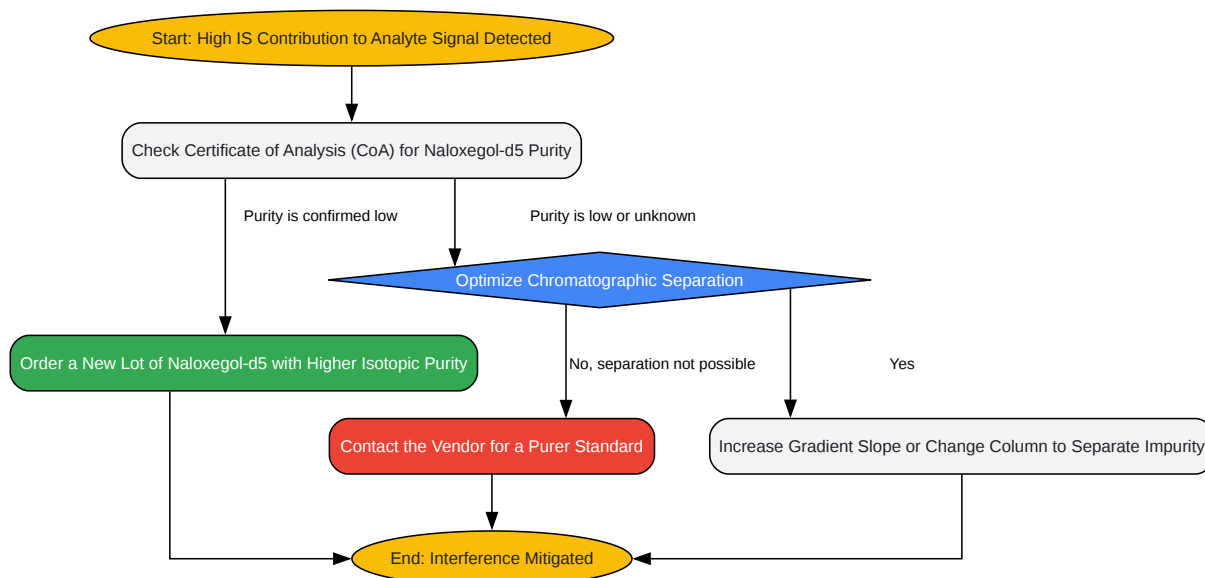 Start: High IS Contribution to Analyte Signal Detected
Check Certificate of Analysis (CoA) for Naloxegol-d5 Purity
Purity is confirmed low
Purity is low or unknown
Optimize Chromatographic Separation
Order a New Lot of Naloxegol-d5 with Higher Isotopic Purity
No, separation not possible
Yes
Contact the Vendor for a Purer Standard
Increase Gradient Slope or Change Column to Separate Impurity
End: Interference Mitigated